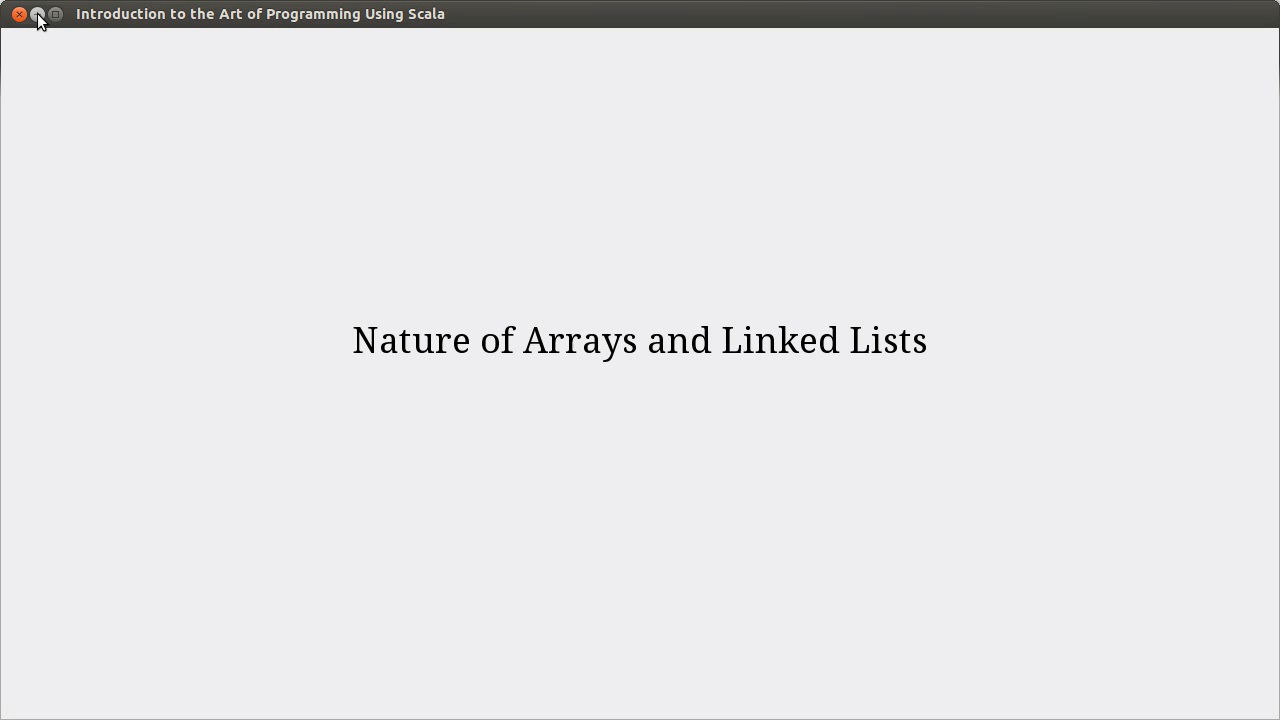 Introduction to the Art of Programming Using Scala
Nature of Arrays and Linked Lists